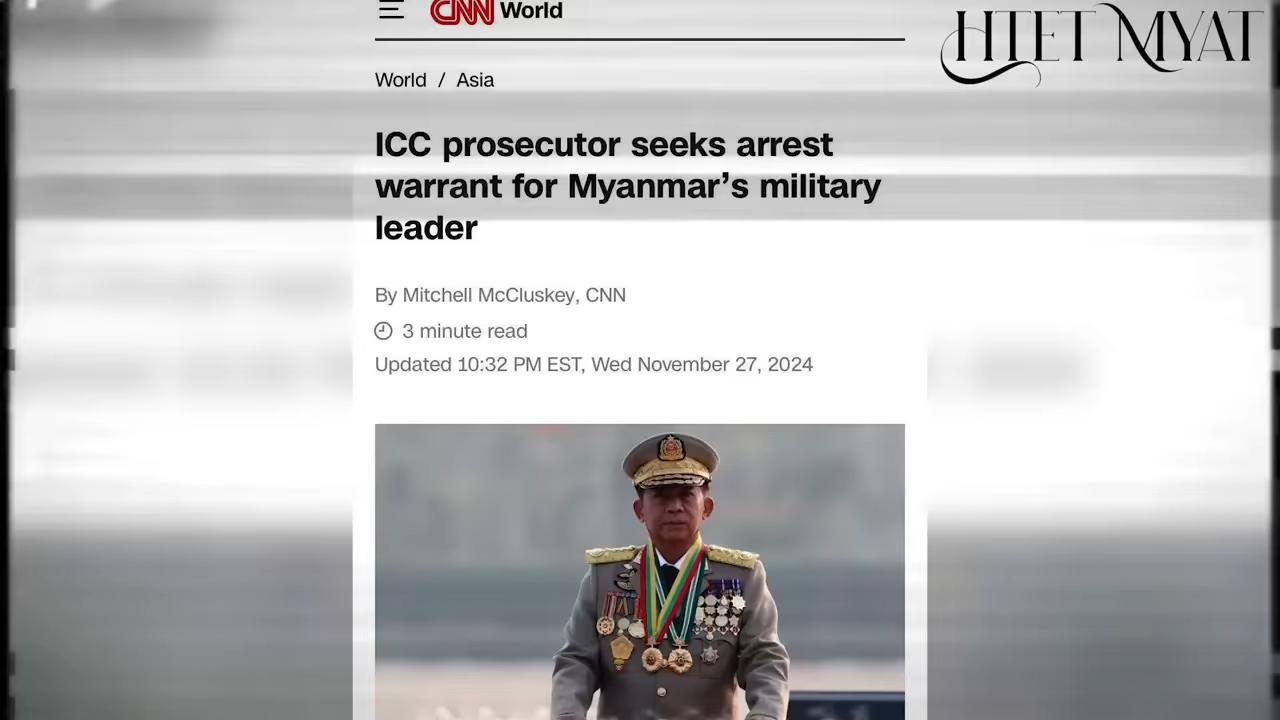 CNN World
HTET MYAT
World / Asia
ICC prosecutor seeks arrest
warrant for Myanmar’s military
leader
By Mitchell McCluskey, CNN
3 minute read
Updated 10:32 PM EST, Wed November 27, 2024